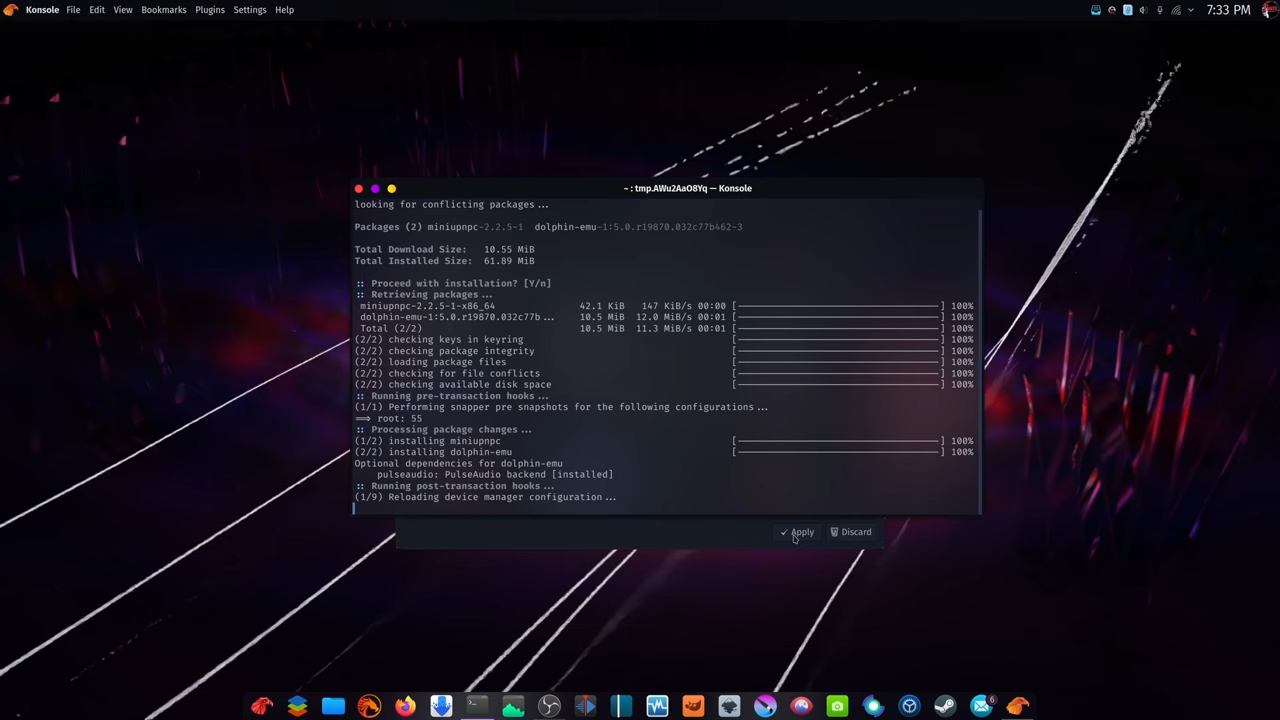 Konsole File Edit View Bookmarks Plugins Settings Help 7:33 PM
~ : tmp.AWu2AaO8Yq — Konsole
looking for conflicting packages...
Packages (2) miniupnpc-2.2.5-1 dolphin-emu-1:5.0.r19870.032c77b462-3
Total Download Size: 10.55 MiB
Total Installed Size: 61.89 MiB
:: Proceed with installation? [Y/n]
:: Retrieving packages...
miniupnpc-2.2.5-1-x86_64 42.1 KiB 147 KiB/s 00:00 [------] 100%
dolphin-emu-1:5.0.r19870.032c77b... 10.5 MiB 12.0 MiB/s 00:01 [------] 100%
Total (2/2) 10.5 MiB 11.3 MiB/s 00:01 [------] 100%
(2/2) checking keys in keyring [------] 100%
(2/2) checking package integrity [------] 100%
(2/2) loading package files [------] 100%
(2/2) checking for file conflicts [------] 100%
(2/2) checking available disk space [------] 100%
:: Running pre-transaction hooks...
(1/1) Performing snapper pre snapshots for the following configurations...
==> root: 55
:: Processing package changes...
(1/2) installing miniupnpc [------] 100%
(2/2) installing dolphin-emu [------] 100%
Optional dependencies for dolphin-emu
pulseaudio: PulseAudio backend [installed]
:: Running post-transaction hooks...
(1/9) Reloading device manager configuration...
Apply Discard
6